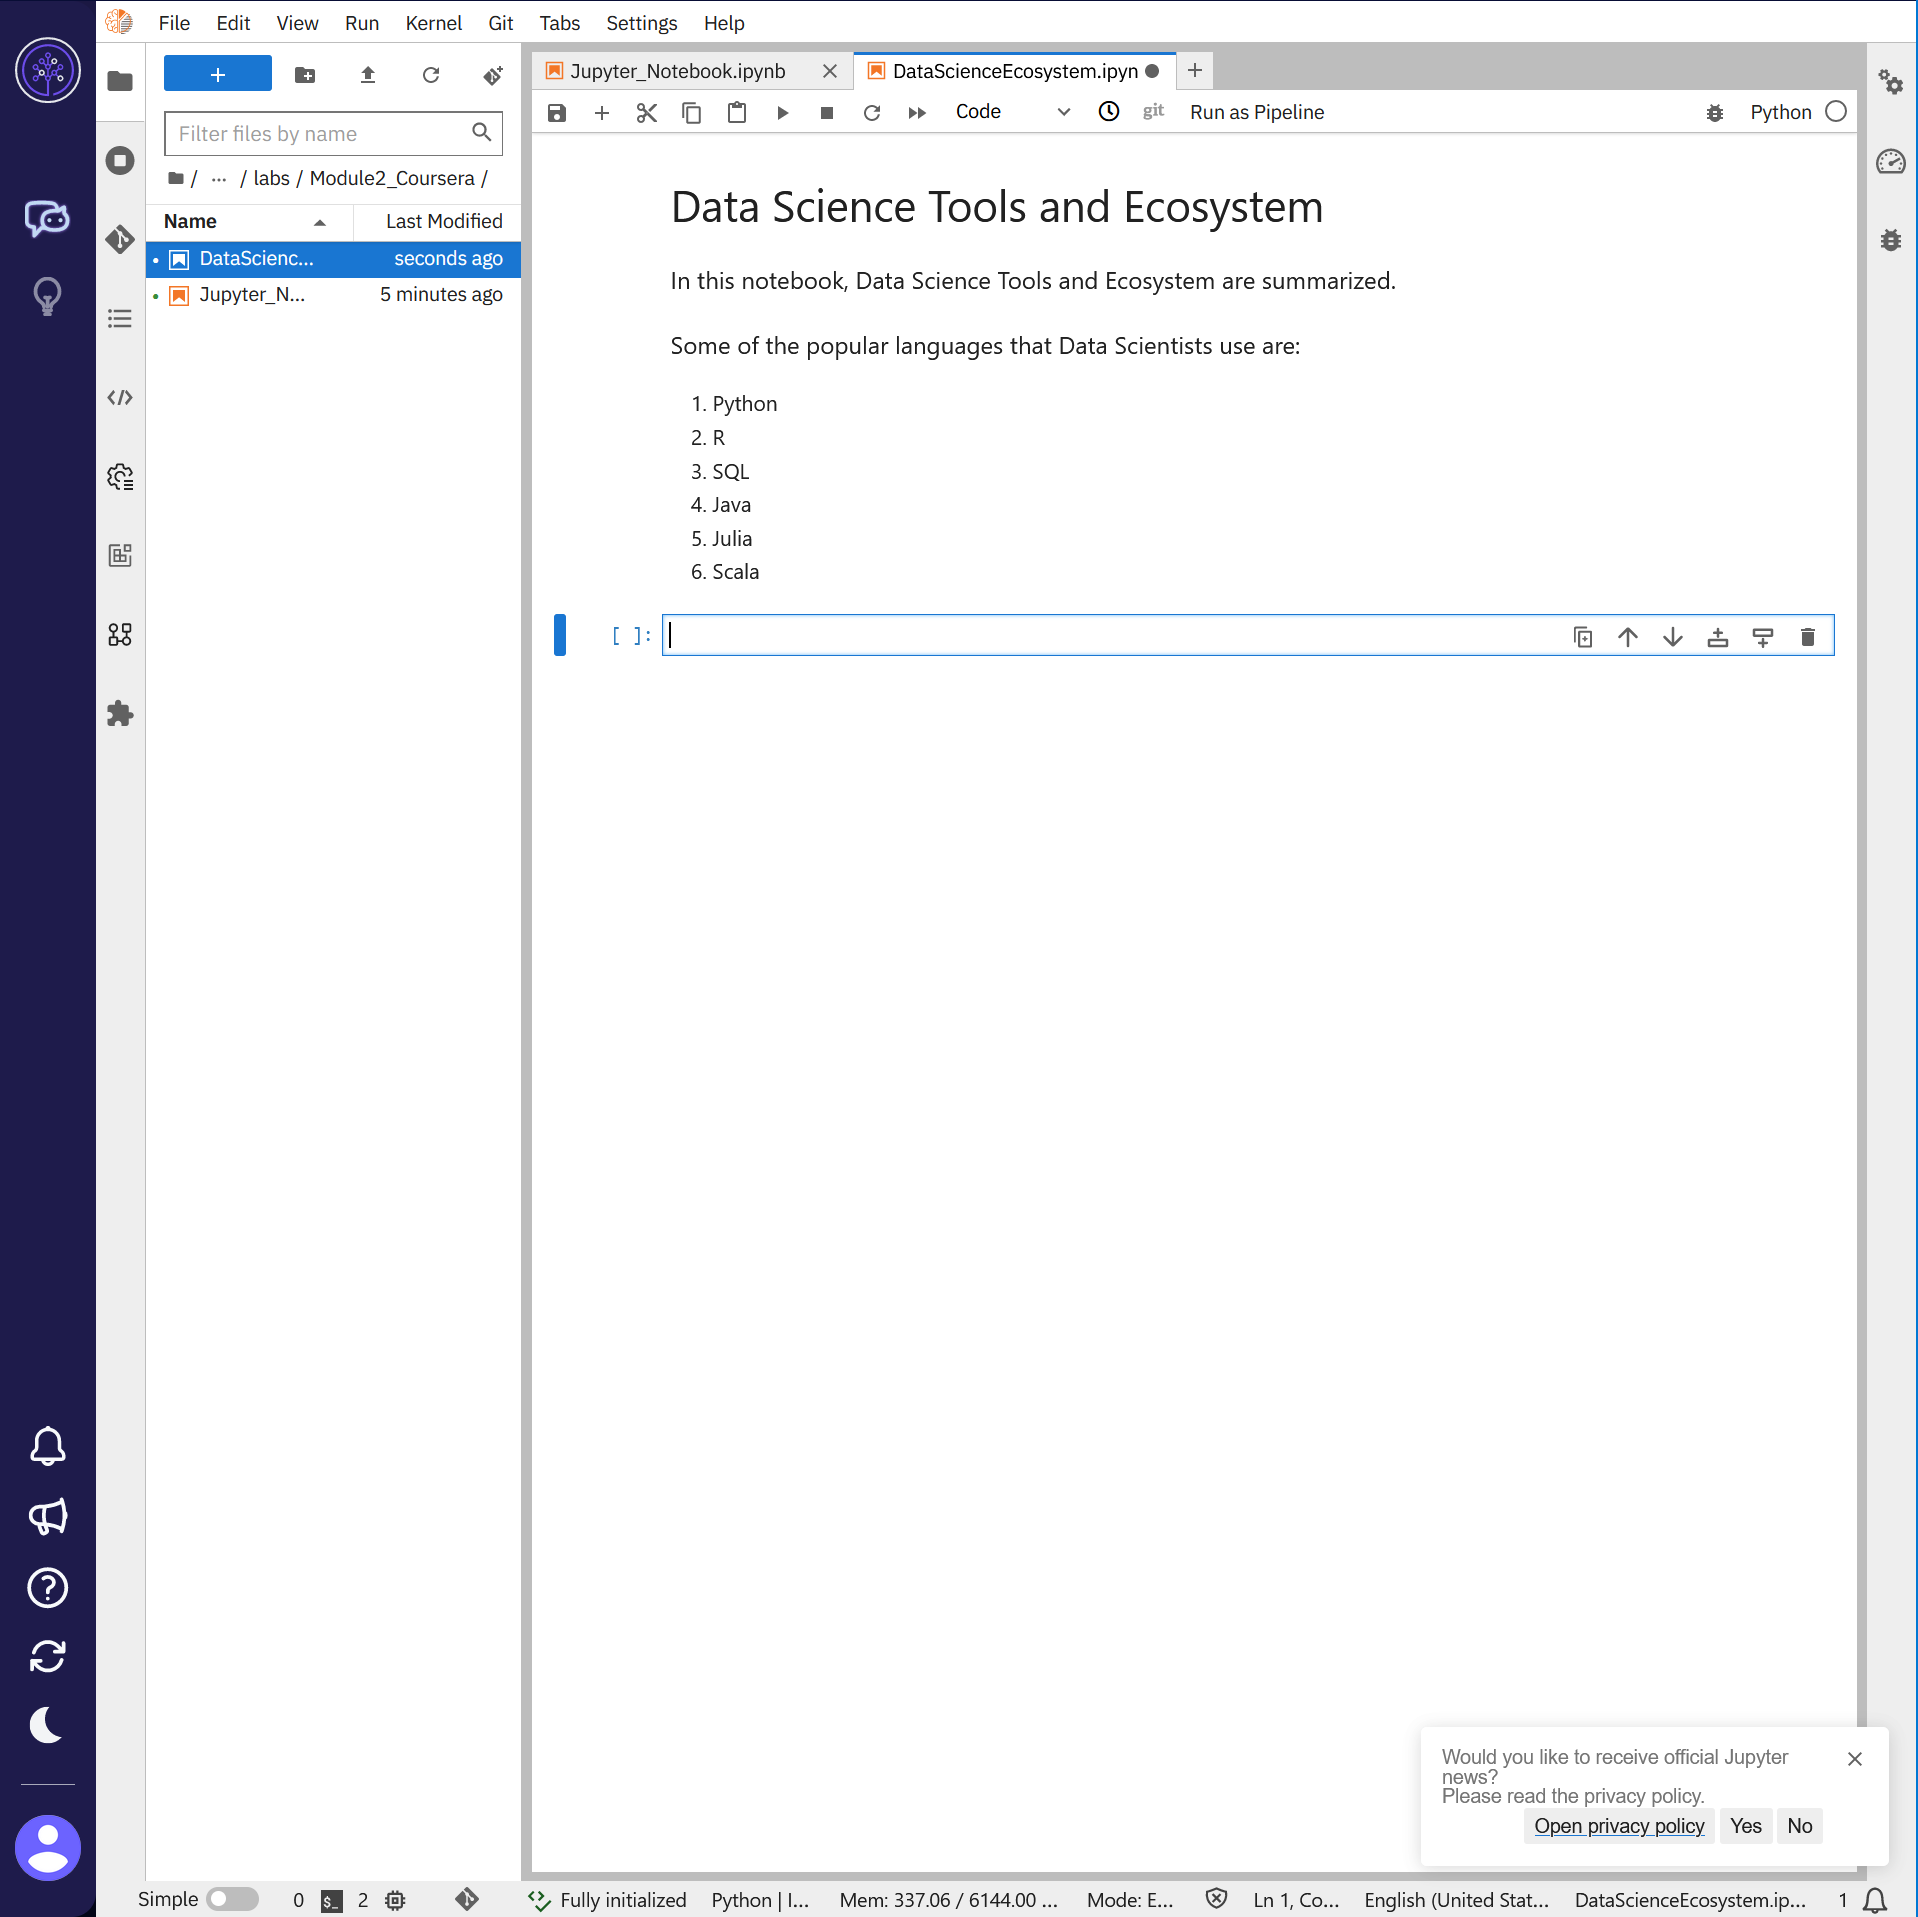 File Edit View Run Kernel Git Tabs Settings Help
Filter files by name
/ ... / labs / Module2_Coursera /
Name Last Modified
DataScienc... seconds ago
Jupyter_N... 5 minutes ago
Jupyter_Notebook.ipynb
DataScienceEcosystem.ipyn
Code git Run as Pipeline Python
Data Science Tools and Ecosystem
In this notebook, Data Science Tools and Ecosystem are summarized.
Some of the popular languages that Data Scientists use are:
1. Python
2. R
3. SQL
4. Java
5. Julia
6. Scala
[ ]:
Would you like to receive official Jupyter
news?
Please read the privacy policy.
Open privacy policy Yes No
Simple 0 $_ 2 Fully initialized Python | I... Mem: 337.06 / 6144.00 ... Mode: E... Ln 1, Co... English (United Stat... DataScienceEcosystem.ip... 1